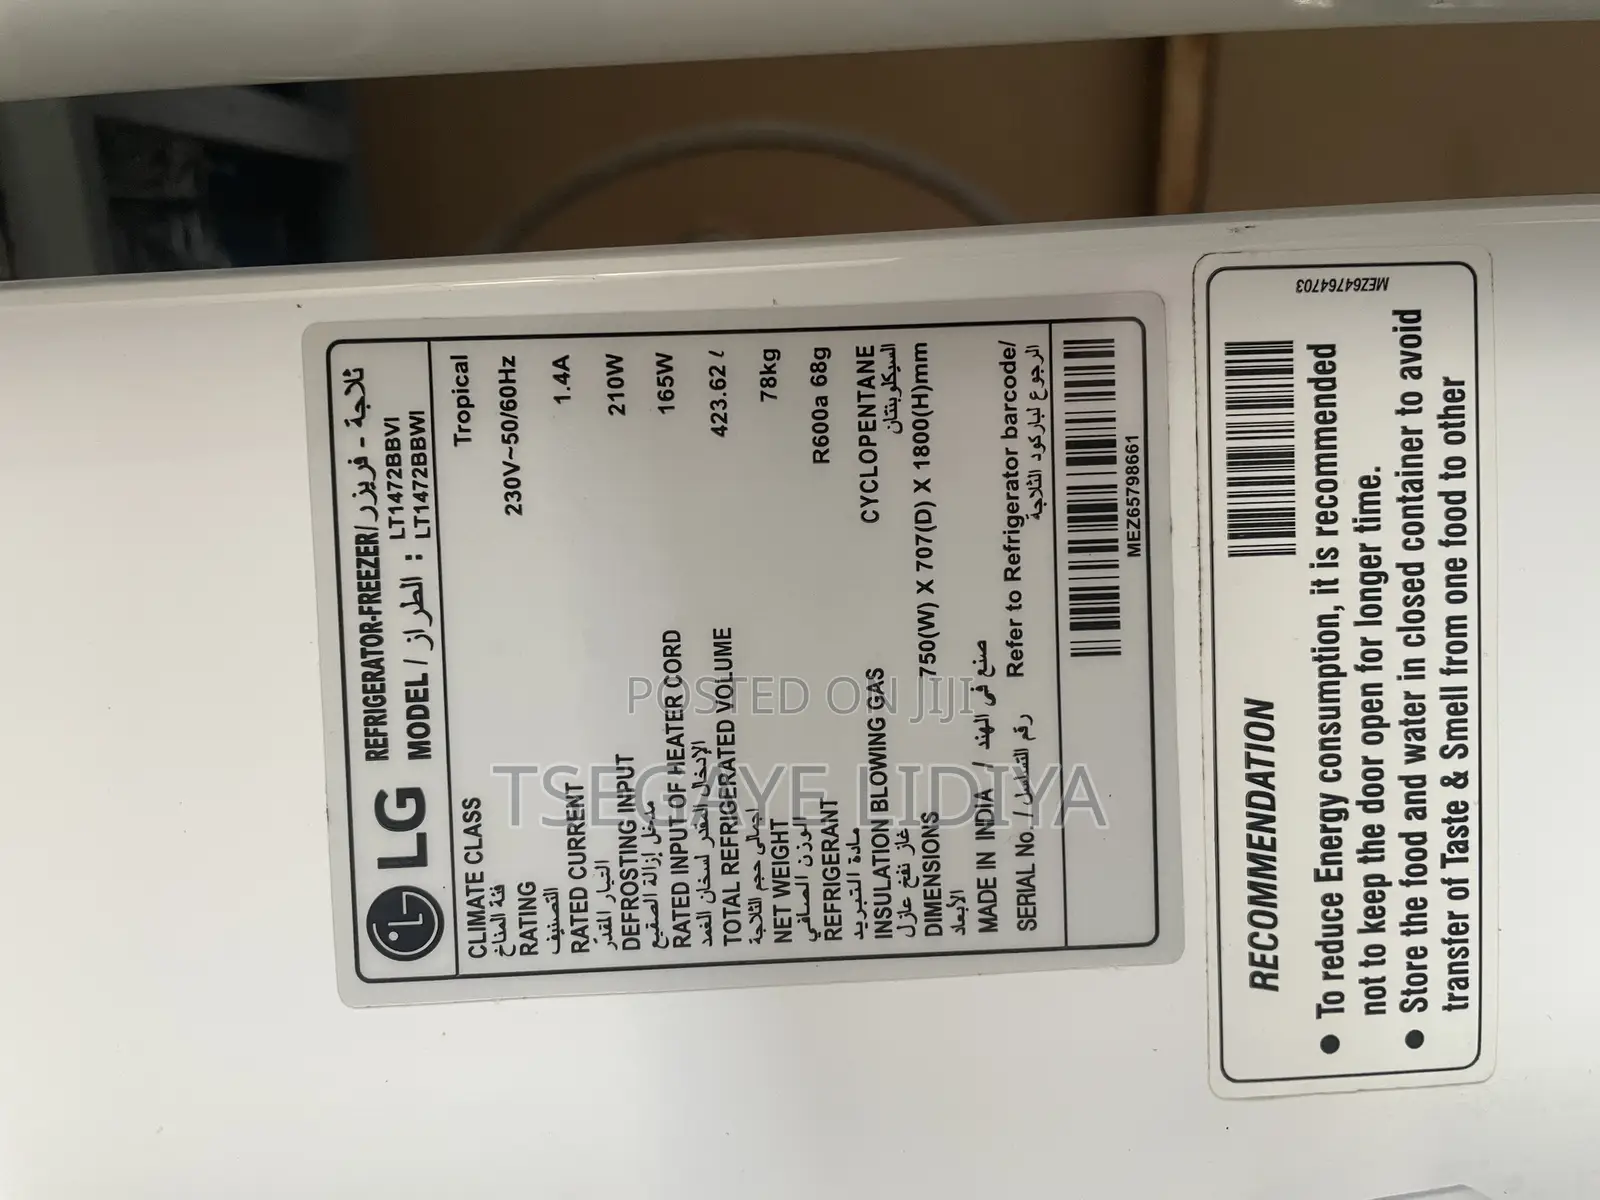 LG
REFRIGERATOR-FREEZER/ ثلاجة - فريزر
MODEL / الطراز : LT1472BBVI
LT1472BBWI
CLIMATE CLASS Tropical
فئة المناخ
RATING 230V~50/60Hz
التصنيف
RATED CURRENT 1.4A
التيار المقدر
DEFROSTING INPUT 210W
مدخل إزالة الصقيع
RATED INPUT OF HEATER CORD 165W
الإدخال المقدر لسخان الغمد
TOTAL REFRIGERATED VOLUME 423.62 ℓ
إجمالي حجم الثلاجة
NET WEIGHT 78kg
الوزن الصافي
REFRIGERANT R600a 68g
مادة التبريد
INSULATION BLOWING GAS CYCLOPENTANE
غاز نفخ عازل السيكلوبنتان
DIMENSIONS 750(W) X 707(D) X 1800(H)mm
الأبعاد
MADE IN INDIA / صنع في الهند
SERIAL No. / رقم التسلسل Refer to Refrigerator barcode/
الرجوع لباركود الثلاجة
MEZ65798661
MEZ64764703
RECOMMENDATION
● To reduce Energy consumption, it is recommended
not to keep the door open for longer time.
● Store the food and water in closed container to avoid
transfer of Taste & Smell from one food to other
POSTED ON JIJI
TSEGAYE LIDIYA